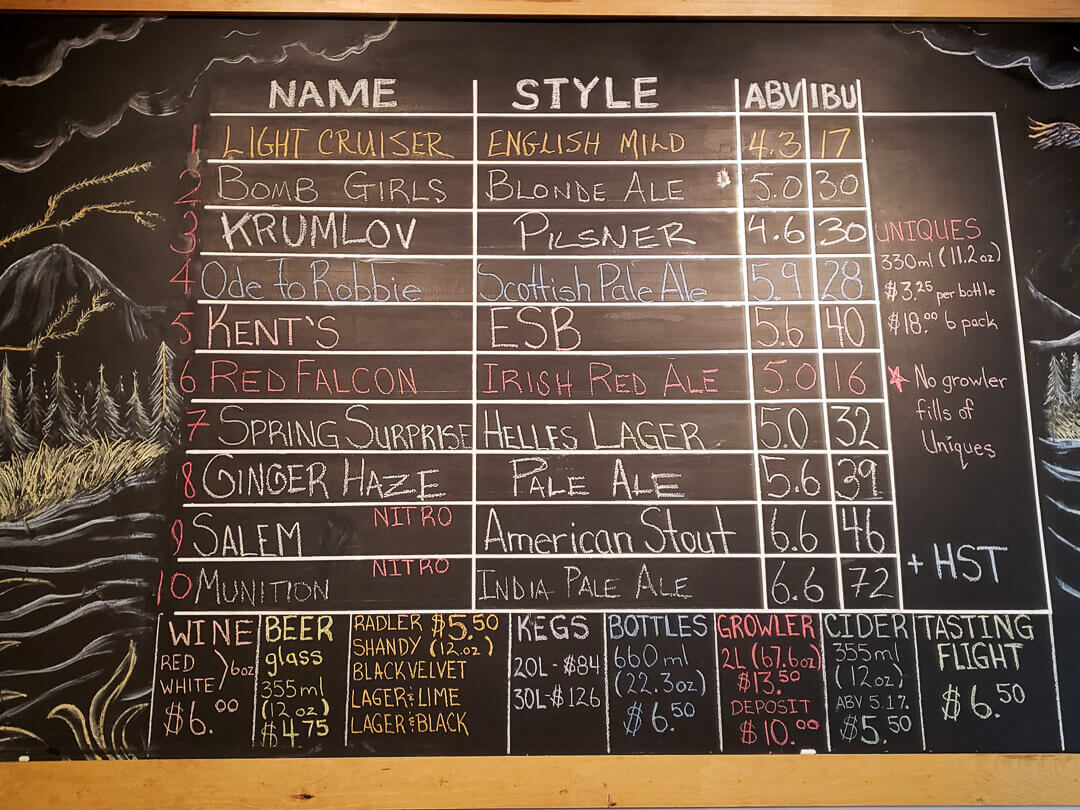 NAME STYLE ABV IBU
1 LIGHT CRUISER ENGLISH MILD 4.3 17
2 BOMB GIRLS BLONDE ALE 5.0 30
3 KRUMLOV PILSNER 4.6 30
4 Ode to Robbie Scottish Pale Ale 5.9 28
5 KENT'S ESB 5.6 40
6 RED FALCON IRISH RED ALE 5.0 16
7 SPRING SURPRISE HELLES LAGER 5.0 32
8 GINGER HAZE PALE ALE 5.6 39
9 SALEM NITRO American Stout 6.6 46
10 MUNITION NITRO INDIA PALE ALE 6.6 72
UNIQUES
330ml (11.2oz)
$3.25 per bottle
$18.00 6 pack
* No growler
fills of
Uniques
+ HST
WINE
RED
WHITE } 6oz
$6.00
BEER
glass
355ml
(12 oz)
$4.75
RADLER $5.50
SHANDY (12.oz)
BLACK VELVET
LAGER & LIME
LAGER & BLACK
KEGS
20L - $84
30L - $126
BOTTLES
660ml
(22.3oz)
$6.50
GROWLER
2L (67.6oz)
$13.50
DEPOSIT
$10.00
CIDER
355ml
(12oz)
ABV 5.1%
$5.50
TASTING
FLIGHT
$6.50